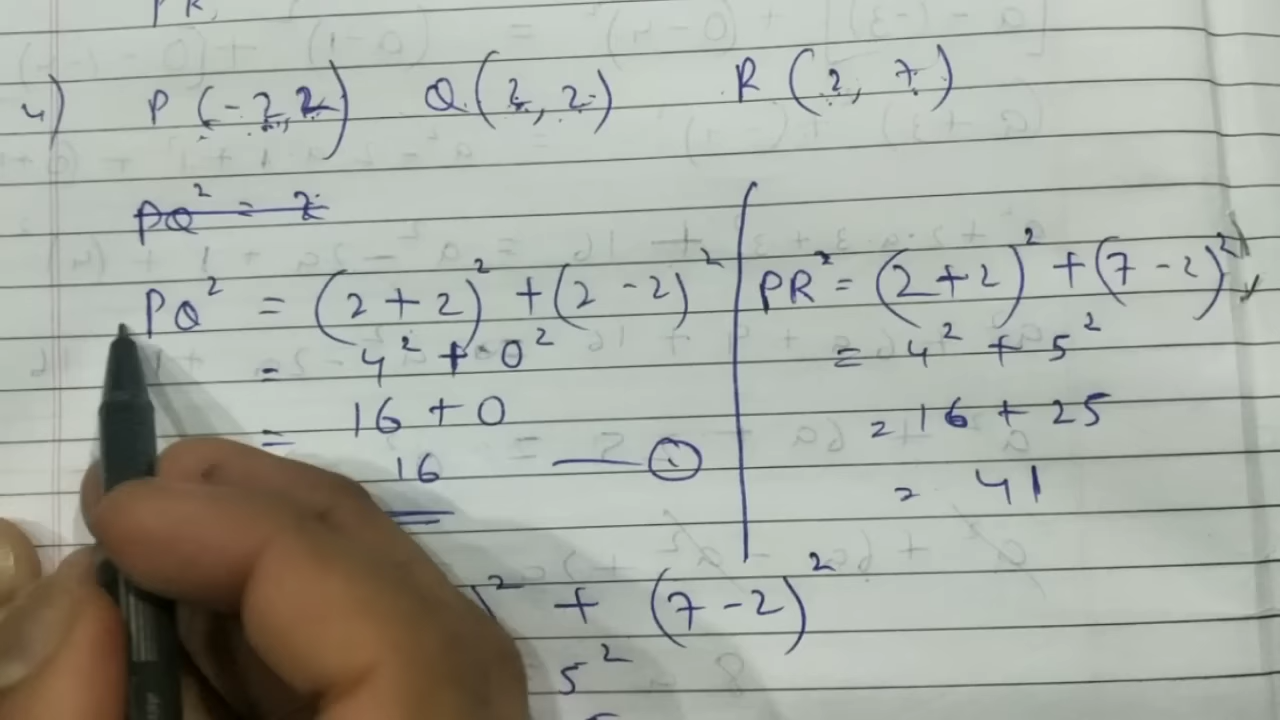 PR,
4) P (-2, 2) Q (2, 2) R (2, 7)
PQ² = 2
PQ² = (2 + 2)² + (2 - 2)²
= 4² + 0²
= 16 + 0
16 —— ①
PR² = (2 + 2)² + (7 - 2)²
= 4² + 5²
= 16 + 25
= 41
)² + (7 - 2)²
5²